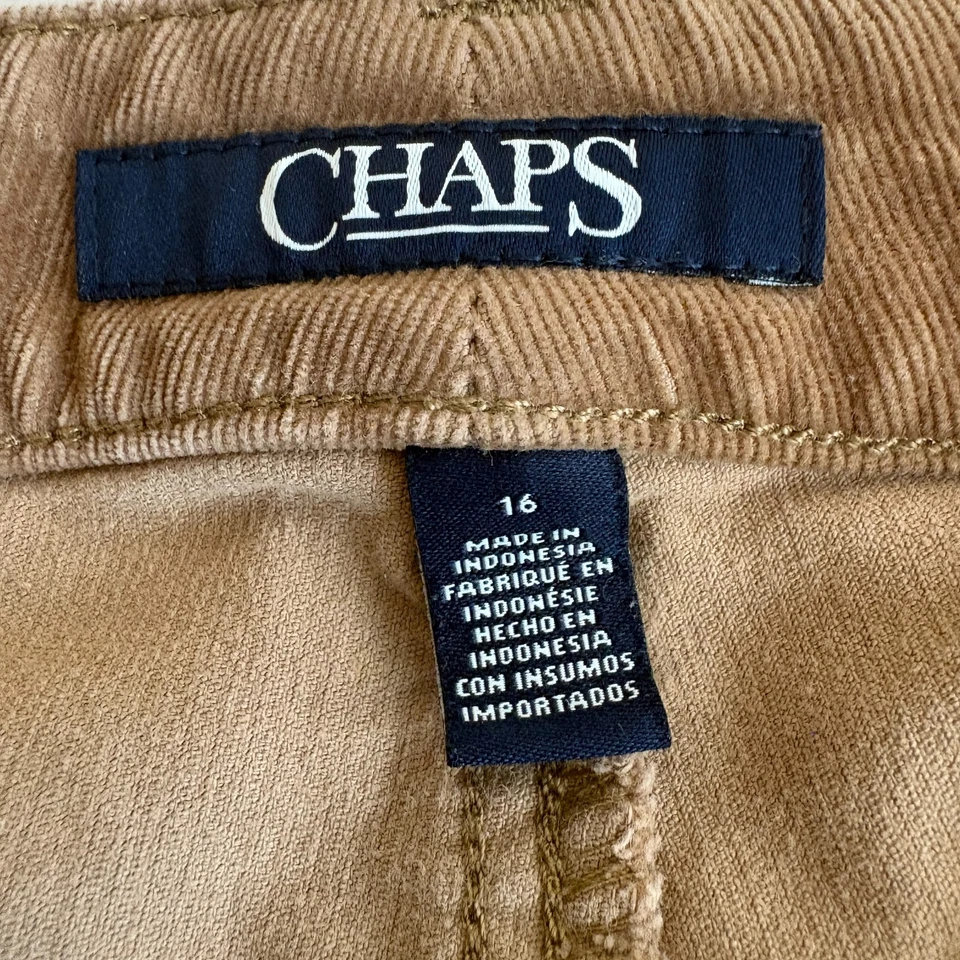 CHAPS
16
MADE IN
INDONESIA
FABRIQUÉ EN
INDONÉSIE
HECHO EN
INDONESIA
CON INSUMOS
IMPORTADOS